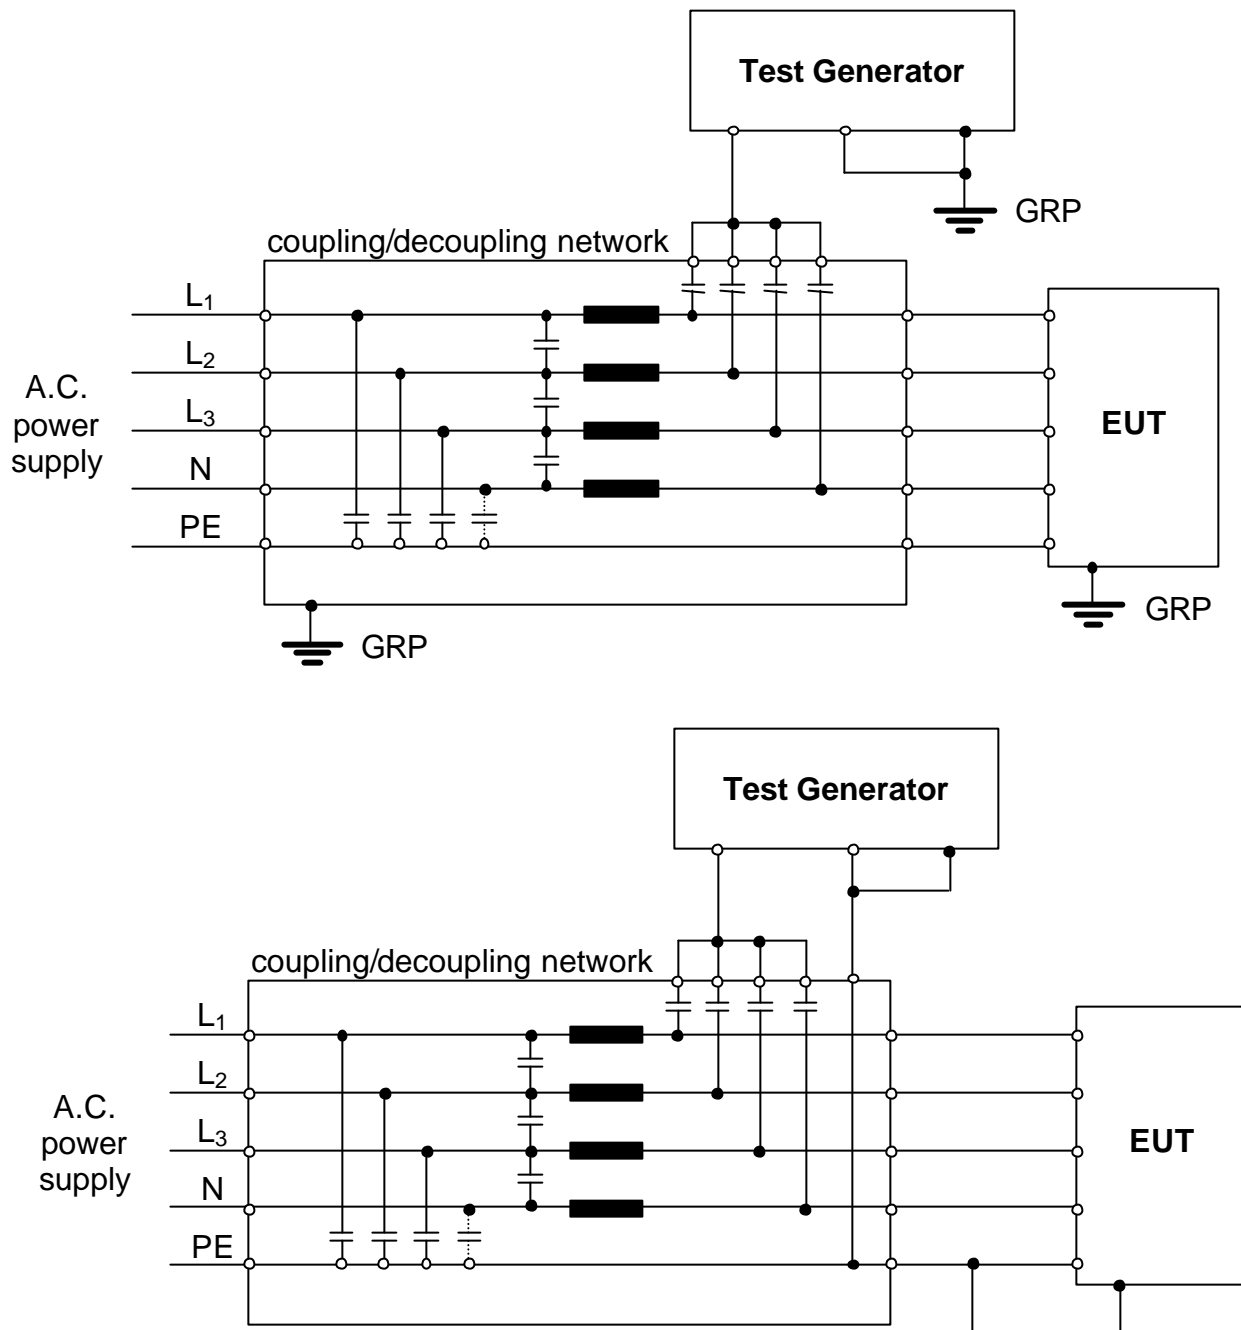 Test Generator
GRP
coupling/decoupling network
L1
L2
L3
N
PE
A.C.
power
supply
EUT
GRP
GRP
Test Generator
coupling/decoupling network
L1
L2
L3
N
PE
A.C.
power
supply
EUT